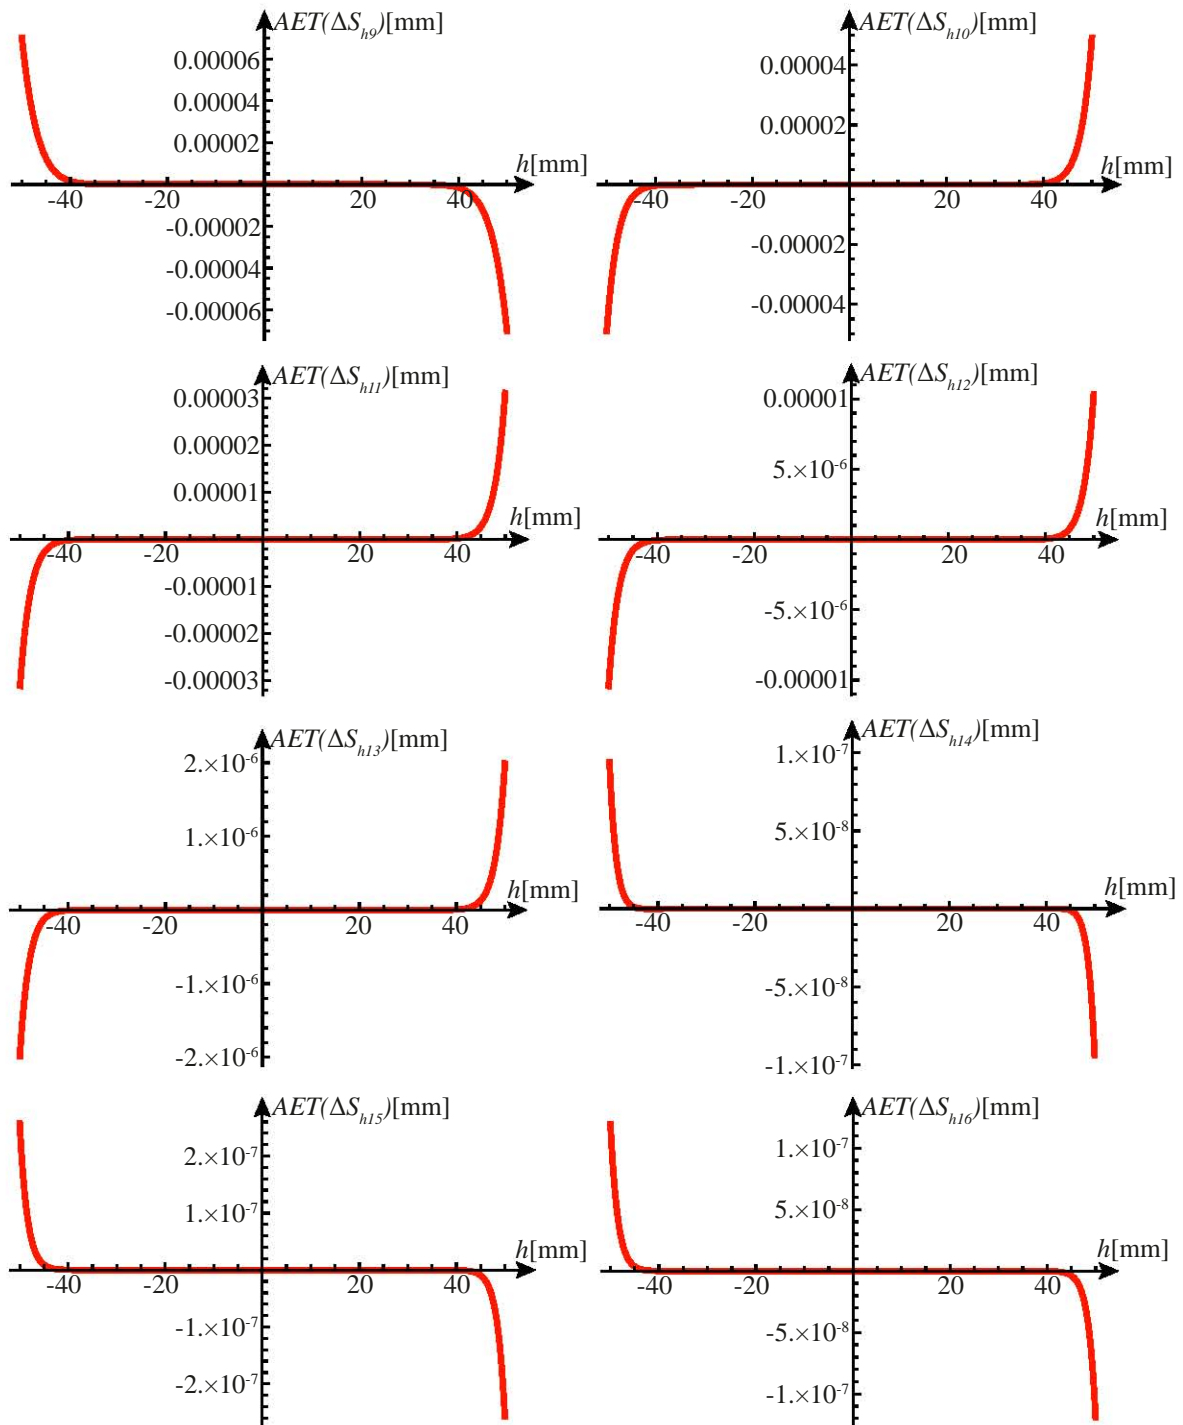 AET(ΔS_h9)[mm]
0.00006
0.00004
0.00002
h[mm]
-40 -20 20 40
-0.00002
-0.00004
-0.00006
AET(ΔS_h10)[mm]
0.00004
0.00002
h[mm]
-40 -20 20 40
-0.00002
-0.00004
AET(ΔS_h11)[mm]
0.00003
0.00002
0.00001
h[mm]
-40 -20 20 40
-0.00001
-0.00002
-0.00003
AET(ΔS_h12)[mm]
0.00001
5.×10⁻⁶
h[mm]
-40 -20 20 40
-5.×10⁻⁶
-0.00001
AET(ΔS_h13)[mm]
2.×10⁻⁶
1.×10⁻⁶
h[mm]
-40 -20 20 40
-1.×10⁻⁶
-2.×10⁻⁶
AET(ΔS_h14)[mm]
1.×10⁻⁷
5.×10⁻⁸
h[mm]
-40 -20 20 40
-5.×10⁻⁸
-1.×10⁻⁷
AET(ΔS_h15)[mm]
2.×10⁻⁷
1.×10⁻⁷
h[mm]
-40 -20 20 40
-1.×10⁻⁷
-2.×10⁻⁷
AET(ΔS_h16)[mm]
1.×10⁻⁷
5.×10⁻⁸
h[mm]
-40 -20 20 40
-5.×10⁻⁸
-1.×10⁻⁷